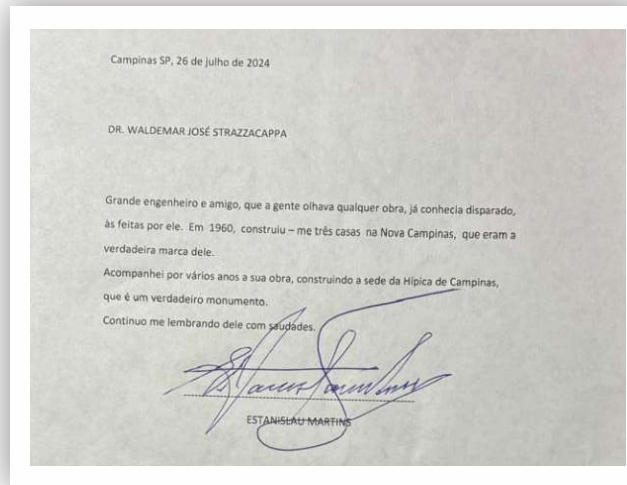 Campinas SP, 26 de julho de 2024
DR. WALDEMAR JOSÉ STRAZZACAPPA
Grande engenheiro e amigo, que a gente olhava qualquer obra, já conhecia disparado,
às feitas por ele. Em 1960, construiu – me três casas na Nova Campinas, que eram a
verdadeira marca dele.
Acompanhei por vários anos a sua obra, construindo a sede da Hípica de Campinas,
que é um verdadeiro monumento.
Continuo me lembrando dele com saudades.
ESTANISLAU MARTINS